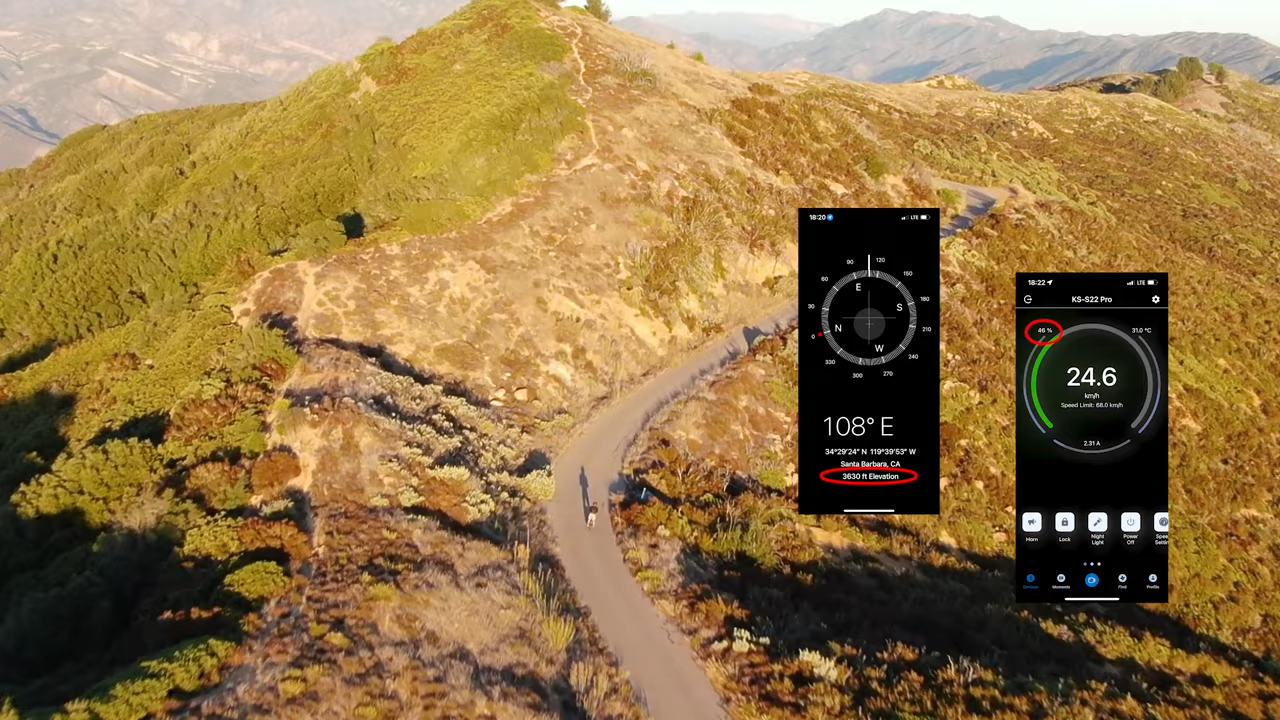 18:20
LTE
90
120
60
150
E
30
180
S
0
N
210
W
330
240
300
270
108° E
34°29'24" N 119°39'53" W
Santa Barbara, CA
3630 ft Elevation
18:22
LTE
KS-S22 Pro
46 %
31.0 °C
24.6
km/h
Speed Limit: 68.0 km/h
2.31 A
Horn
Lock
Night
Light
Power
Off
Devices
Moments
Find
Profile